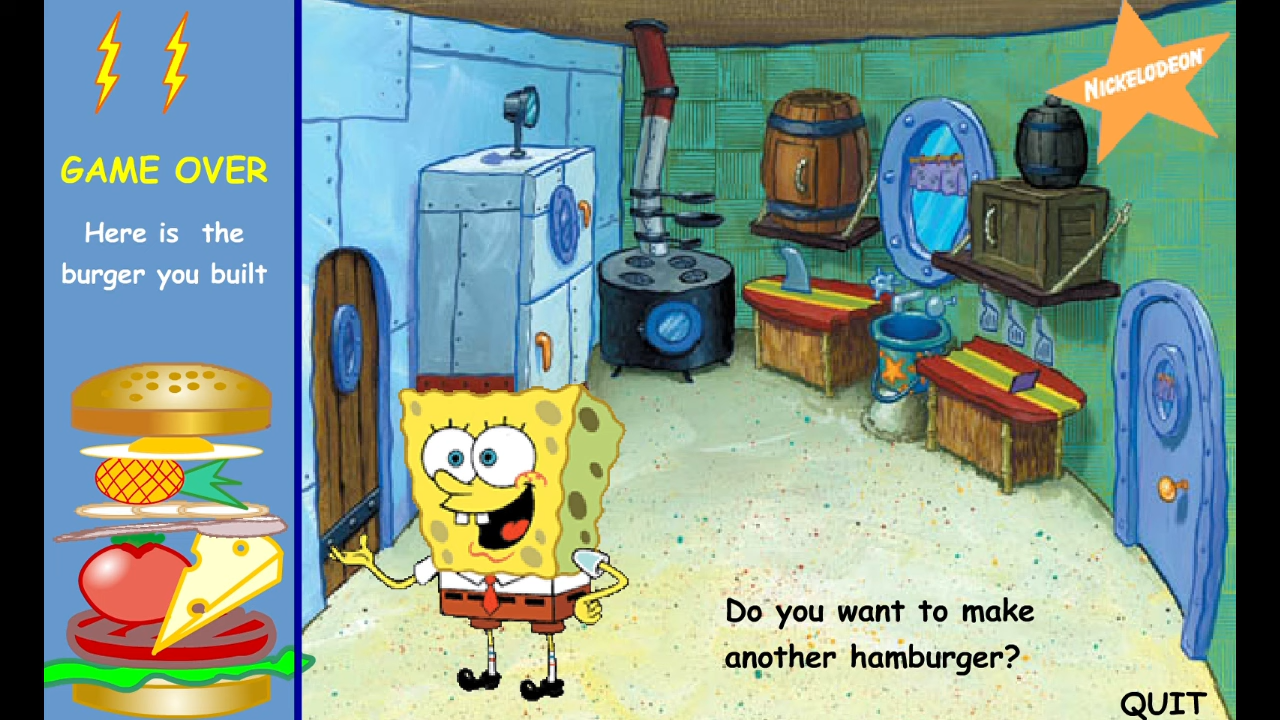 GAME OVER
Here is the
burger you built
NICKELODEON
Do you want to make
another hamburger?
QUIT